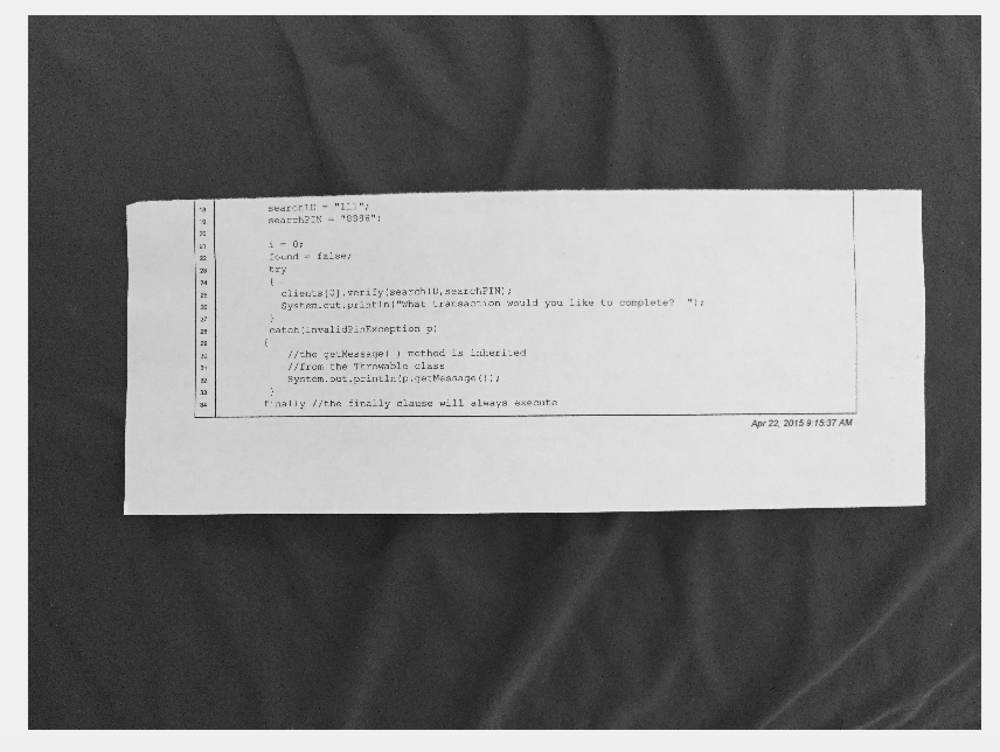 18 searchID = "111";
19 searchPIN = "8888";
20
21 i = 0;
22 found = false;
23 try
24 {
25 clients[0].verify(searchID,searchPIN);
26 System.out.println("What transaction would you like to complete?  ");
27 }
28 catch(InvalidPinException p)
29 {
30 //the getMessage( ) method is inherited
31 //from the Throwable class
32 System.out.println(p.getMessage());
33 }
34 finally //the finally clause will always execute
Apr 22, 2015 9:15:37 AM